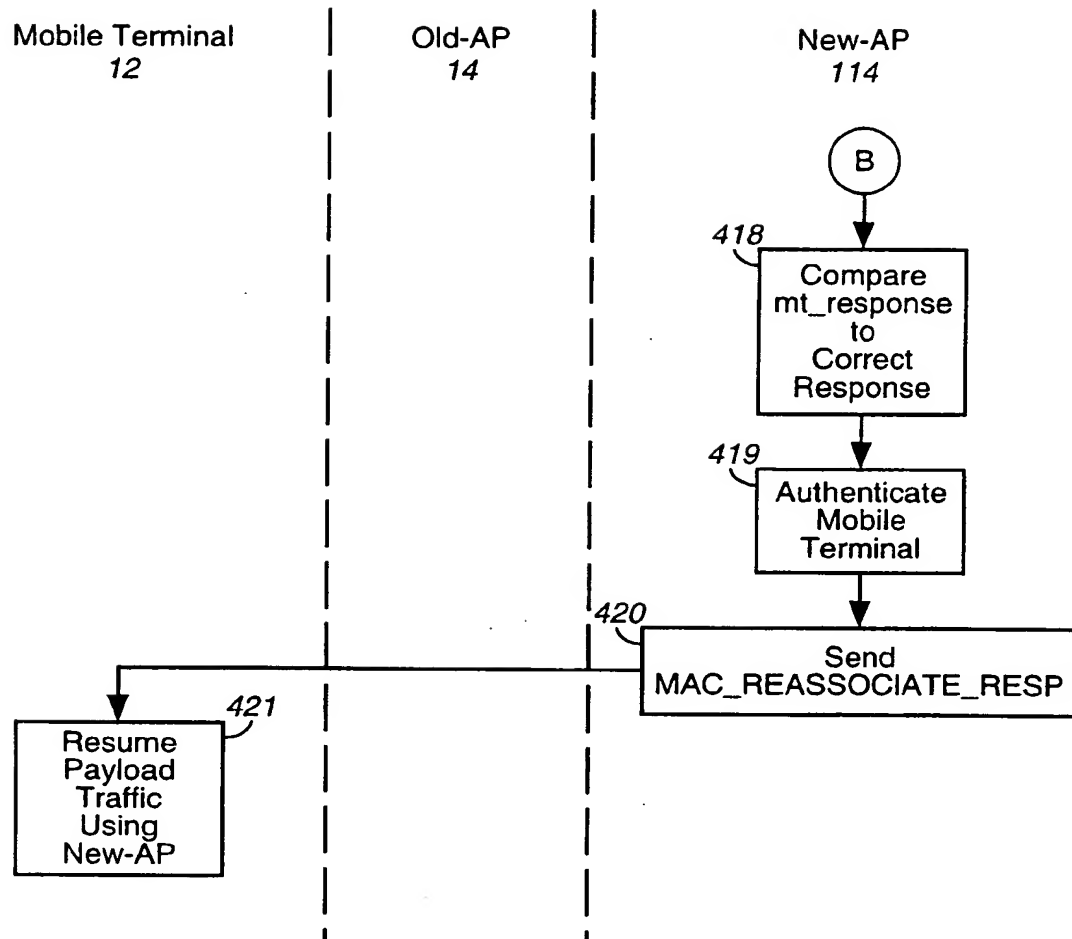 Mobile Terminal
12
Old-AP
14
New-AP
114
B
418
Compare
mt_response
to
Correct
Response
419
Authenticate
Mobile
Terminal
420
Send
MAC_REASSOCIATE_RESP
421
Resume
Payload
Traffic
Using
New-AP